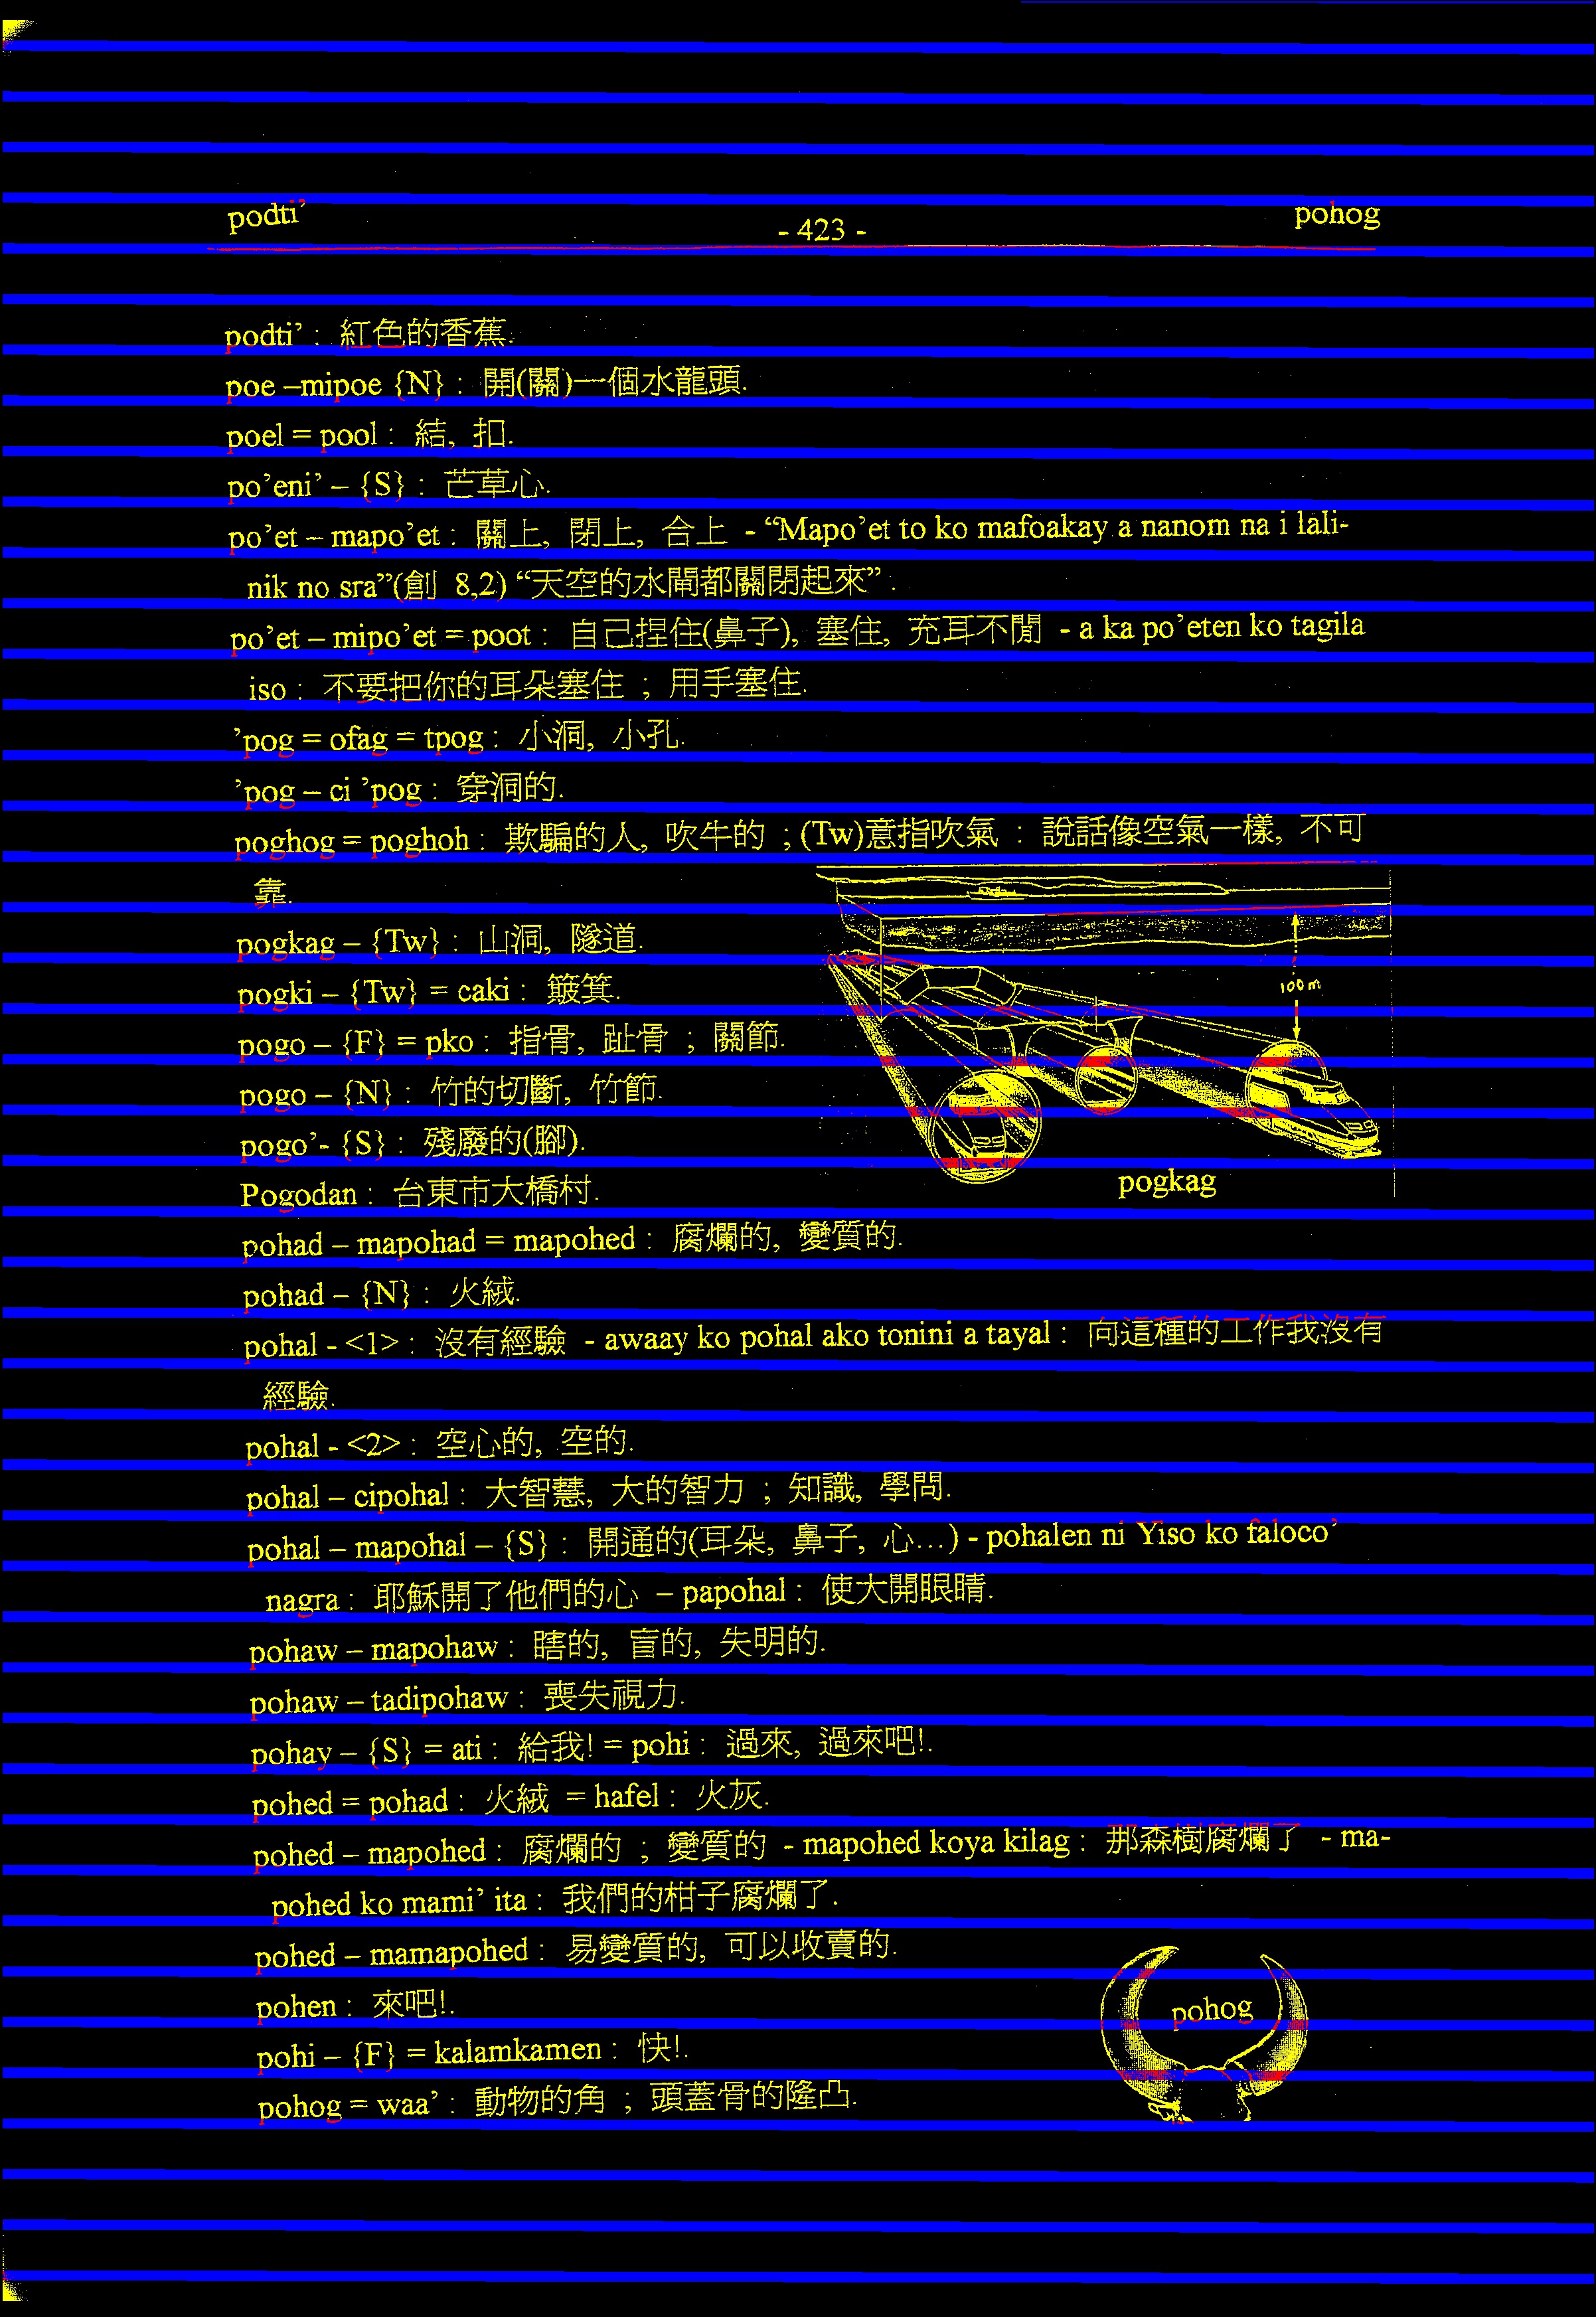 podti’
- 423 -
pohog
podti’ : 紅色的香蕉.
poe –mipoe {N} : 開(關)一個水龍頭.
poel = pool : 結, 扣.
po’eni’ – {S} : 芒草心.
po’et – mapo’et : 關上, 閉上, 合上 - “Mapo’et to ko mafoakay a nanom na i lali-
nik no sra”(創 8,2) “天空的水閘都關閉起來” .
po’et – mipo’et = poot : 自己捏住(鼻子), 塞住, 充耳不聞 - a ka po’eten ko tagila
iso : 不要把你的耳朵塞住 ; 用手塞住.
’pog = ofag = tpog : 小洞, 小孔.
’pog – ci ’pog : 穿洞的.
poghog = poghoh : 欺騙的人, 吹牛的 ; (Tw)意指吹氣 : 說話像空氣一樣, 不可
靠.
pogkag – {Tw} : 山洞, 隧道.
pogki – {Tw} = caki : 簸箕.
pogo – {F} = pko : 指骨, 趾骨 ; 關節.
pogo – {N} : 竹的切斷, 竹節.
pogo’- {S} : 殘廢的(腳).
Pogodan : 台東市大橋村.
100 m
pogkag
pohad – mapohad = mapohed : 腐爛的, 變質的.
pohad – {N} : 火絨.
pohal - <1> : 沒有經驗 - awaay ko pohal ako tonini a tayal : 向這種的工作我沒有
經驗.
pohal - <2> : 空心的, 空的.
pohal – cipohal : 大智慧, 大的智力 ; 知識, 學問.
pohal – mapohal – {S} : 開通的(耳朵, 鼻子, 心...) - pohalen ni Yiso ko faloco’
nagra : 耶穌開了他們的心 – papohal : 使大開眼睛.
pohaw – mapohaw : 瞎的, 盲的, 失明的.
pohaw – tadipohaw : 喪失視力.
pohay – {S} = ati : 給我! = pohi : 過來, 過來吧!.
pohed = pohad : 火絨 = hafel : 火灰.
pohed – mapohed : 腐爛的 ; 變質的 - mapohed koya kilag : 那森樹腐爛了 - ma-
pohed ko mami’ ita : 我們的柑子腐爛了.
pohed – mamapohed : 易變質的, 可以收賣的.
pohen : 來吧!.
pohi – {F} = kalamkamen : 快!.
pohog = waa’ : 動物的角 ; 頭蓋骨的隆凸.
pohog